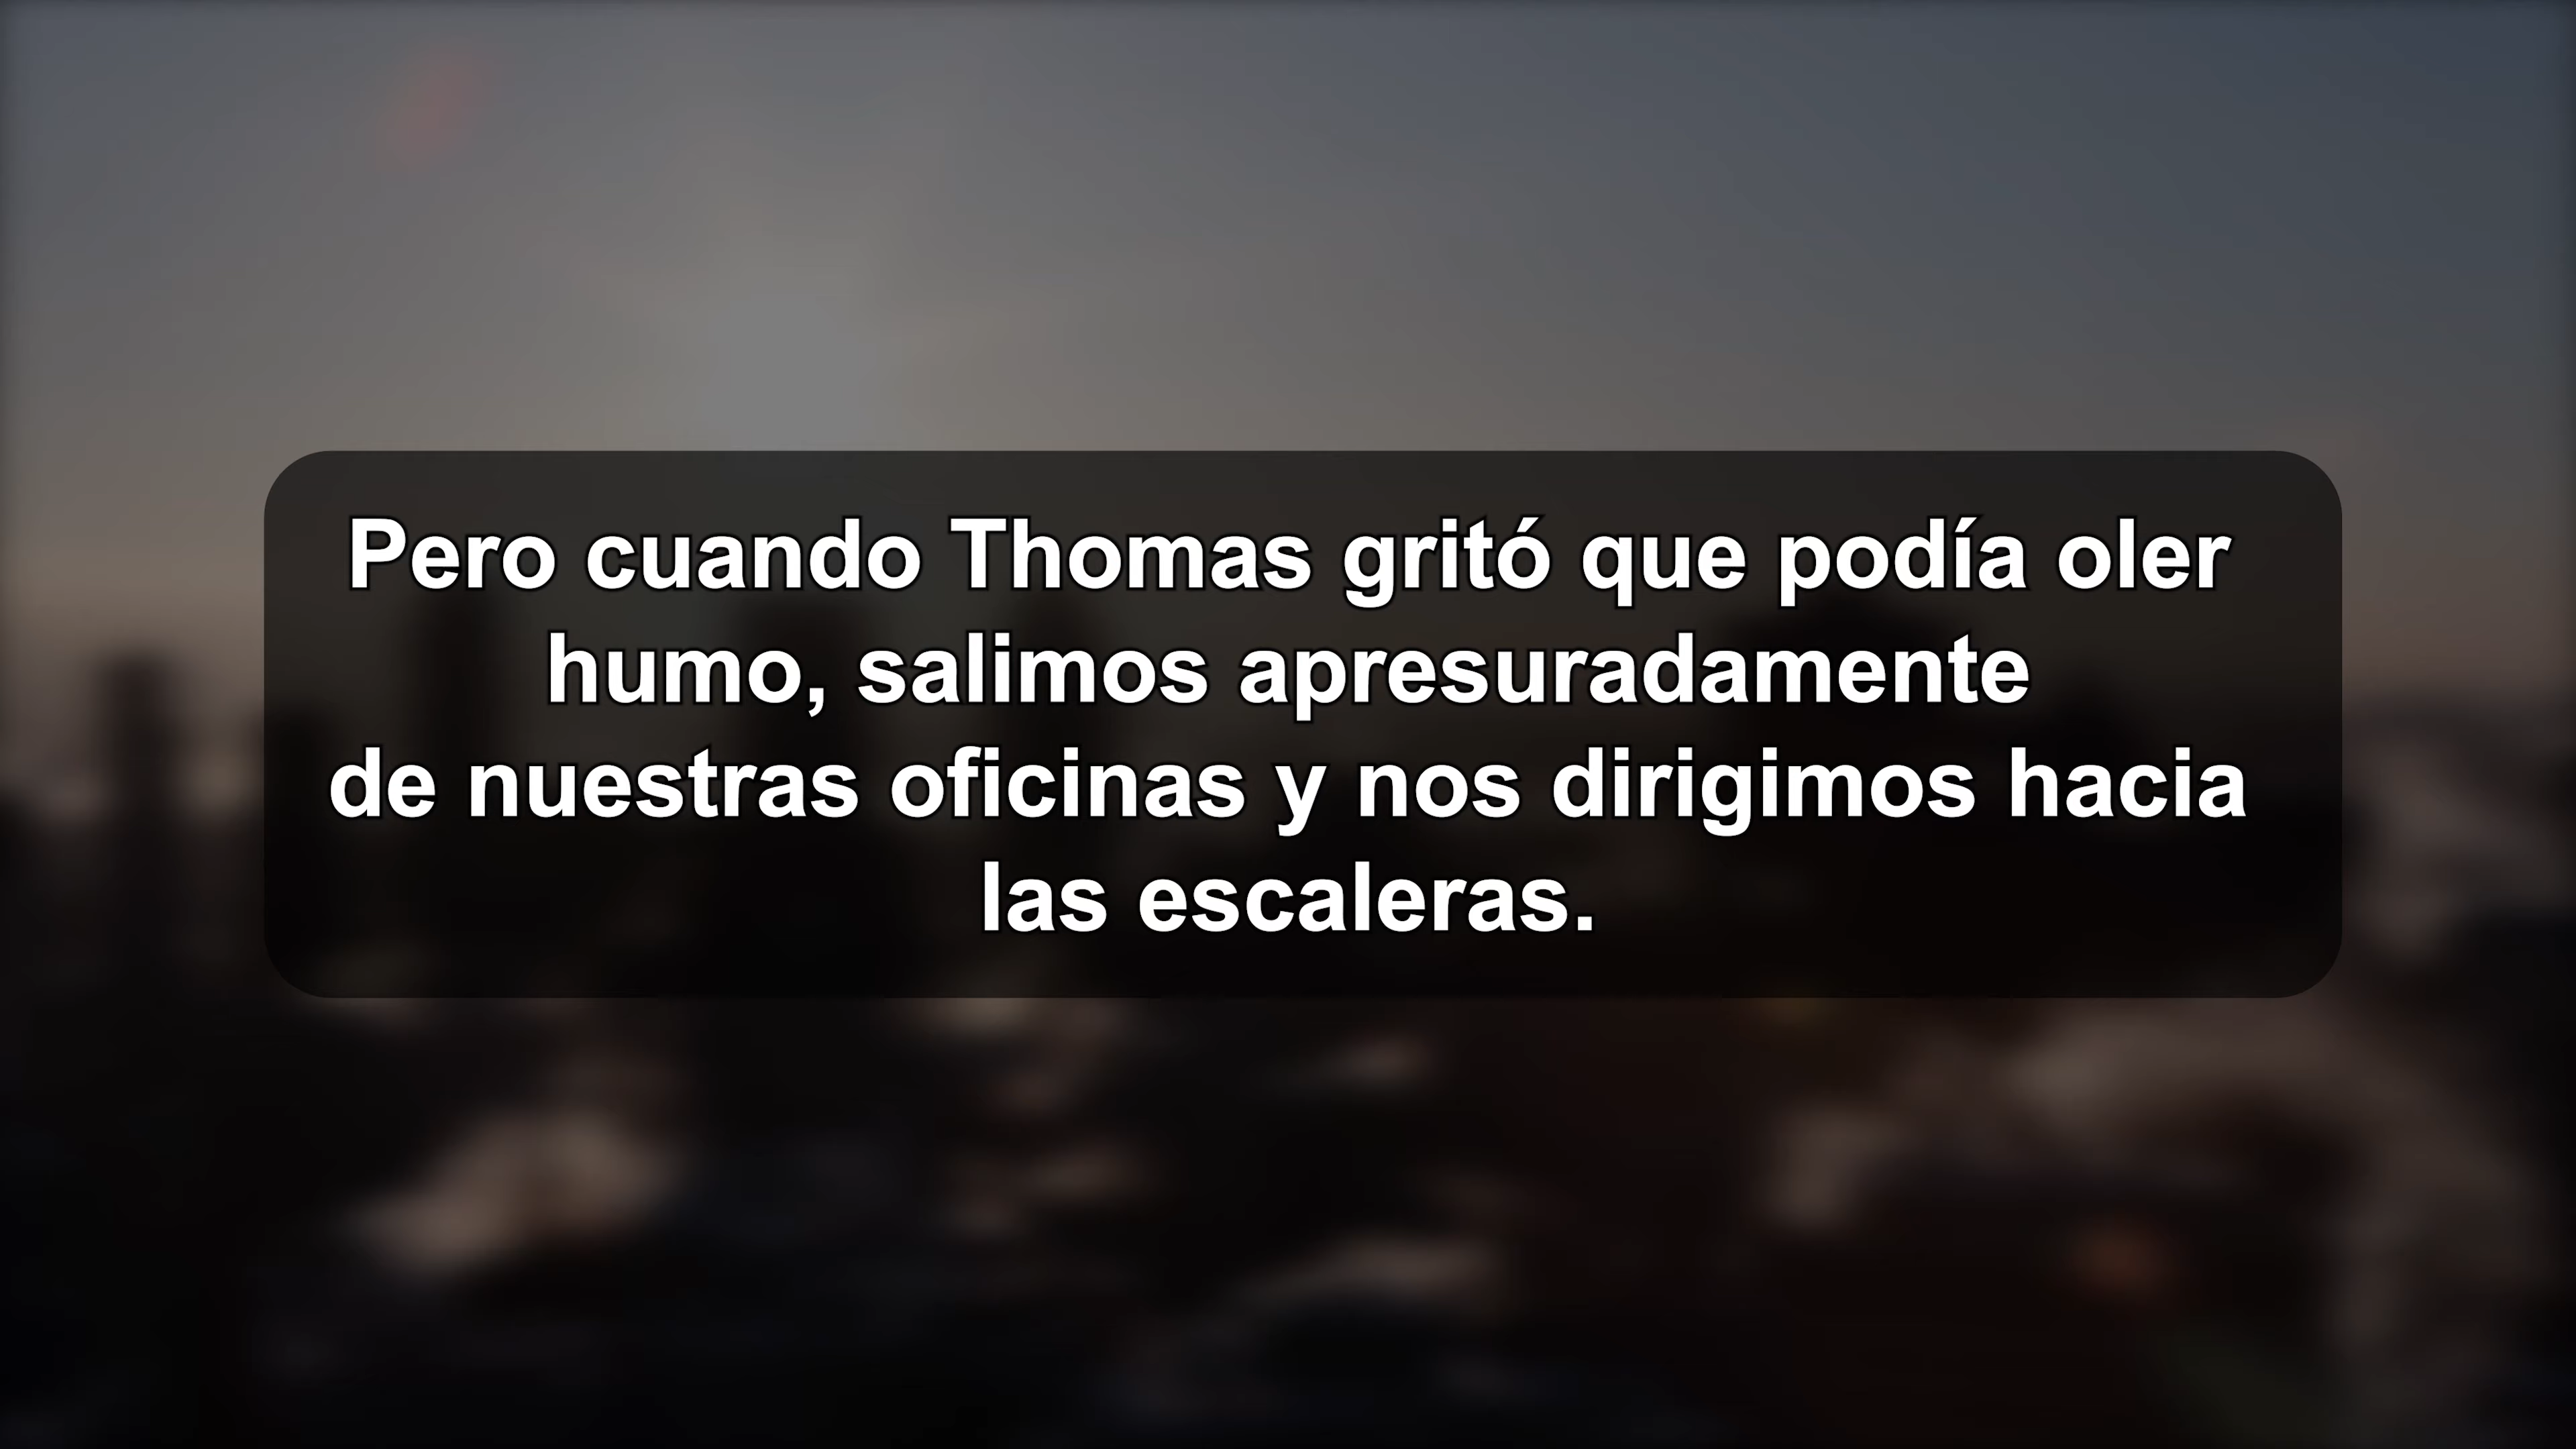 Pero cuando Thomas gritó que podía oler
humo, salimos apresuradamente
de nuestras oficinas y nos dirigimos hacia
las escaleras.